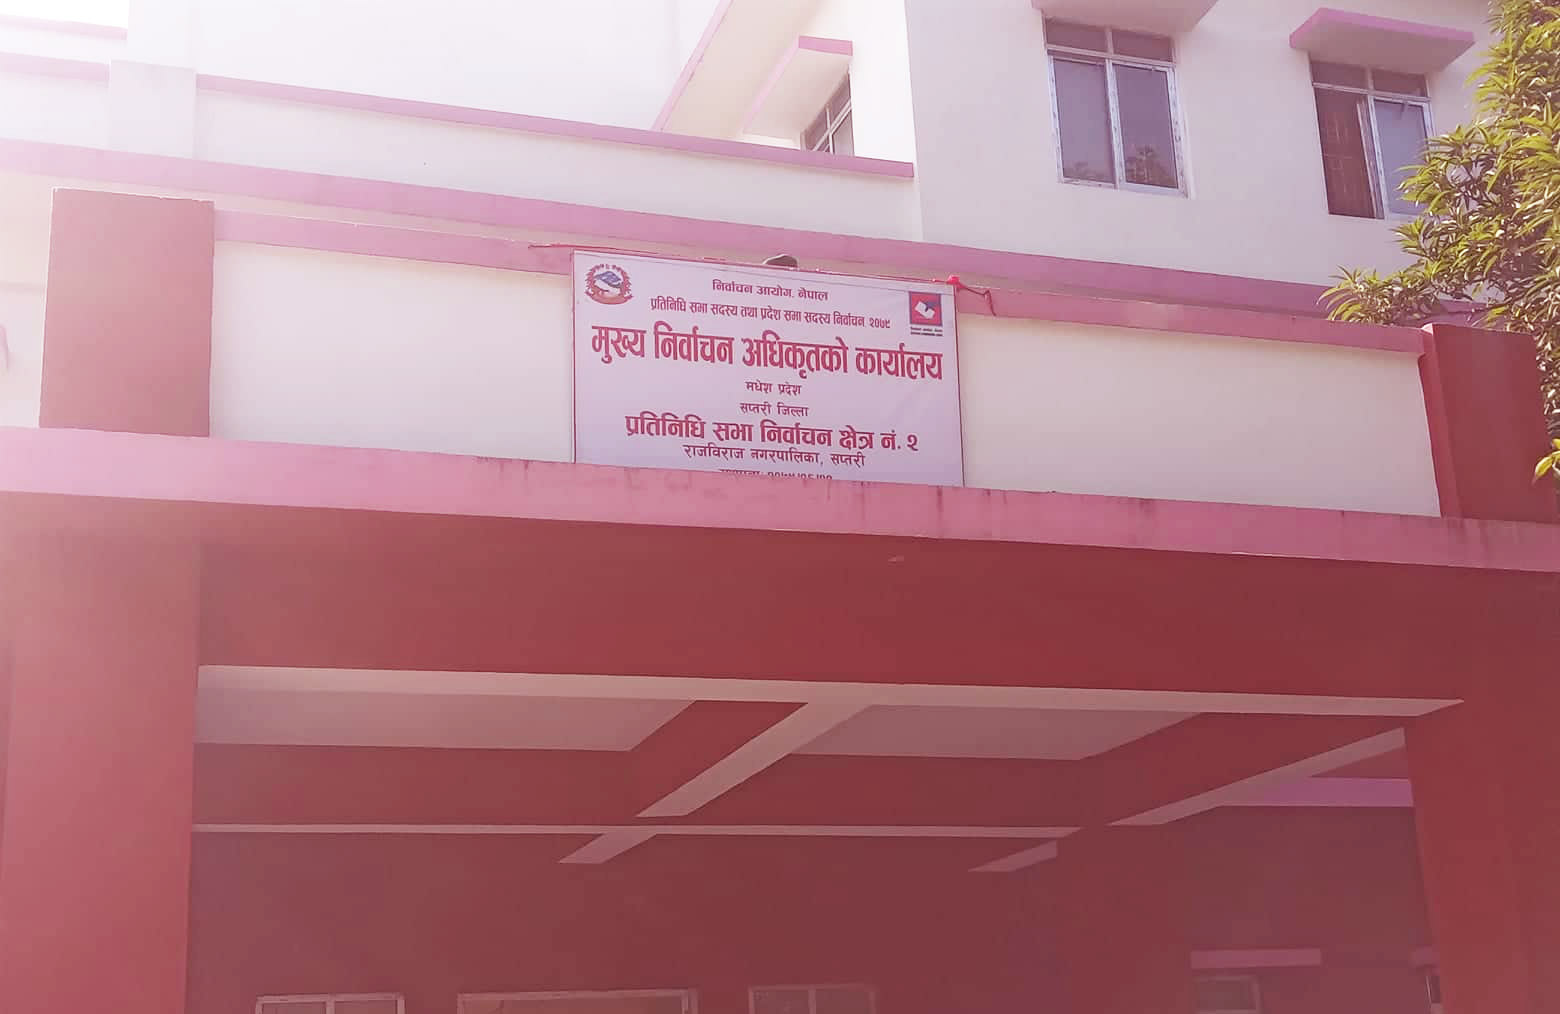 निर्वाचन आयोग, नेपाल
प्रतिनिधि सभा सदस्य तथा प्रदेश सभा सदस्य निर्वाचन २०७९
मुख्य निर्वाचन अधिकृतको कार्यालय
मधेश प्रदेश
सप्तरी जिल्ला
प्रतिनिधि सभा निर्वाचन क्षेत्र नं. २
राजविराज नगरपालिका, सप्तरी